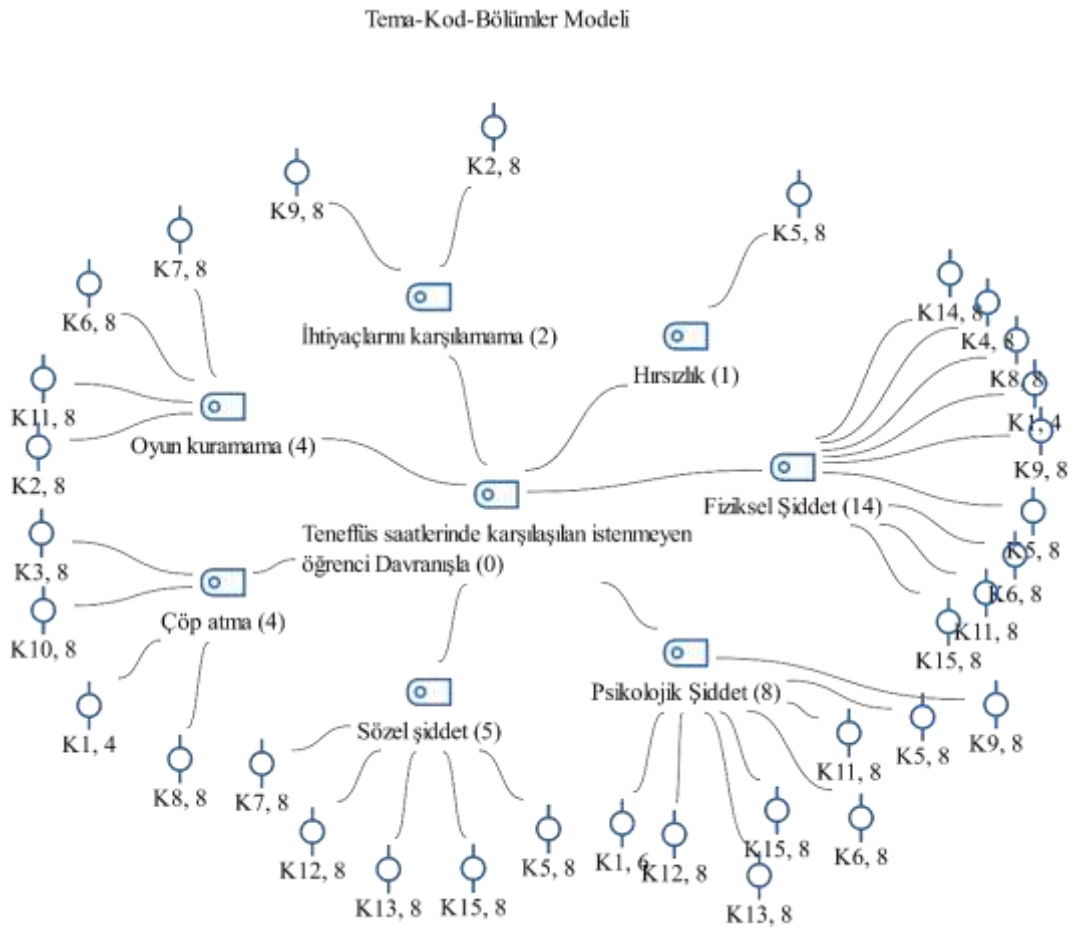 Tema-Kod-Bölümler Modeli
K2, 8
K9, 8
K5, 8
K7, 8
K6, 8
K14, 8
K4, 8
K8, 8
K1, 4
K9, 8
İhtiyaçlarını karşılamama (2)
Hırsızlık (1)
K11, 8
Oyun kuramama (4)
K2, 8
Fiziksel Şiddet (14)
Teneffüs saatlerinde karşılaşılan istenmeyen
öğrenci Davranışla (0)
K5, 8
K6, 8
K11, 8
K15, 8
K3, 8
Çöp atma (4)
K10, 8
K1, 4
K8, 8
Sözel şiddet (5)
Psikolojik Şiddet (8)
K7, 8
K12, 8
K13, 8
K15, 8
K5, 8
K1, 6
K12, 8
K13, 8
K15, 8
K6, 8
K11, 8
K5, 8
K9, 8